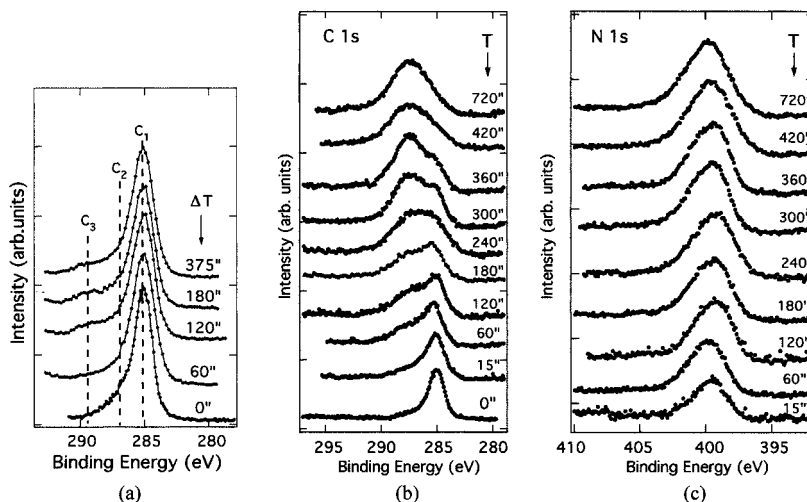 Intensity (arb.units)
C₃
C₂
C₁
ΔT
375"
180"
120"
60"
0"
290 285 280
Binding Energy (eV)
(a)
Intensity (arb. units)
C 1s
T
720"
420"
360"
300"
240"
180"
120"
60"
15"
0"
295 290 285 280
Binding Energy (eV)
(b)
Intensity (arb. units)
N 1s
T
720"
420"
360"
300"
240"
180"
120"
60"
15"
410 405 400 395
Binding Energy (eV)
(c)